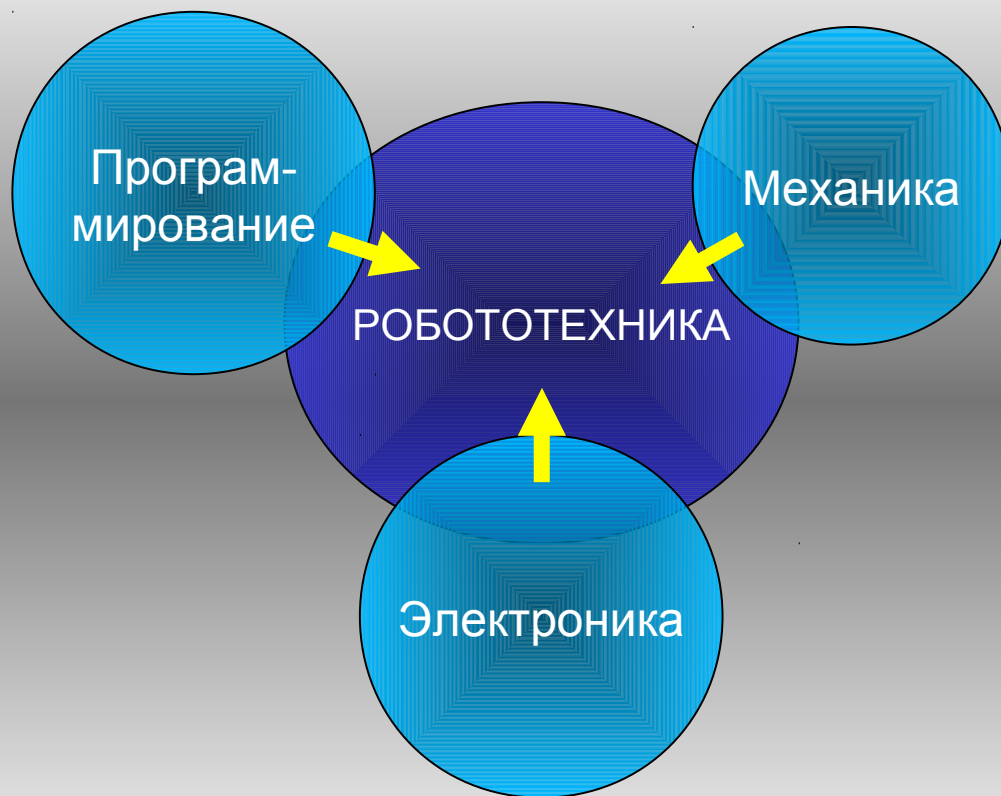 Програм-
мирование
Механика
РОБОТОТЕХНИКА
Электроника